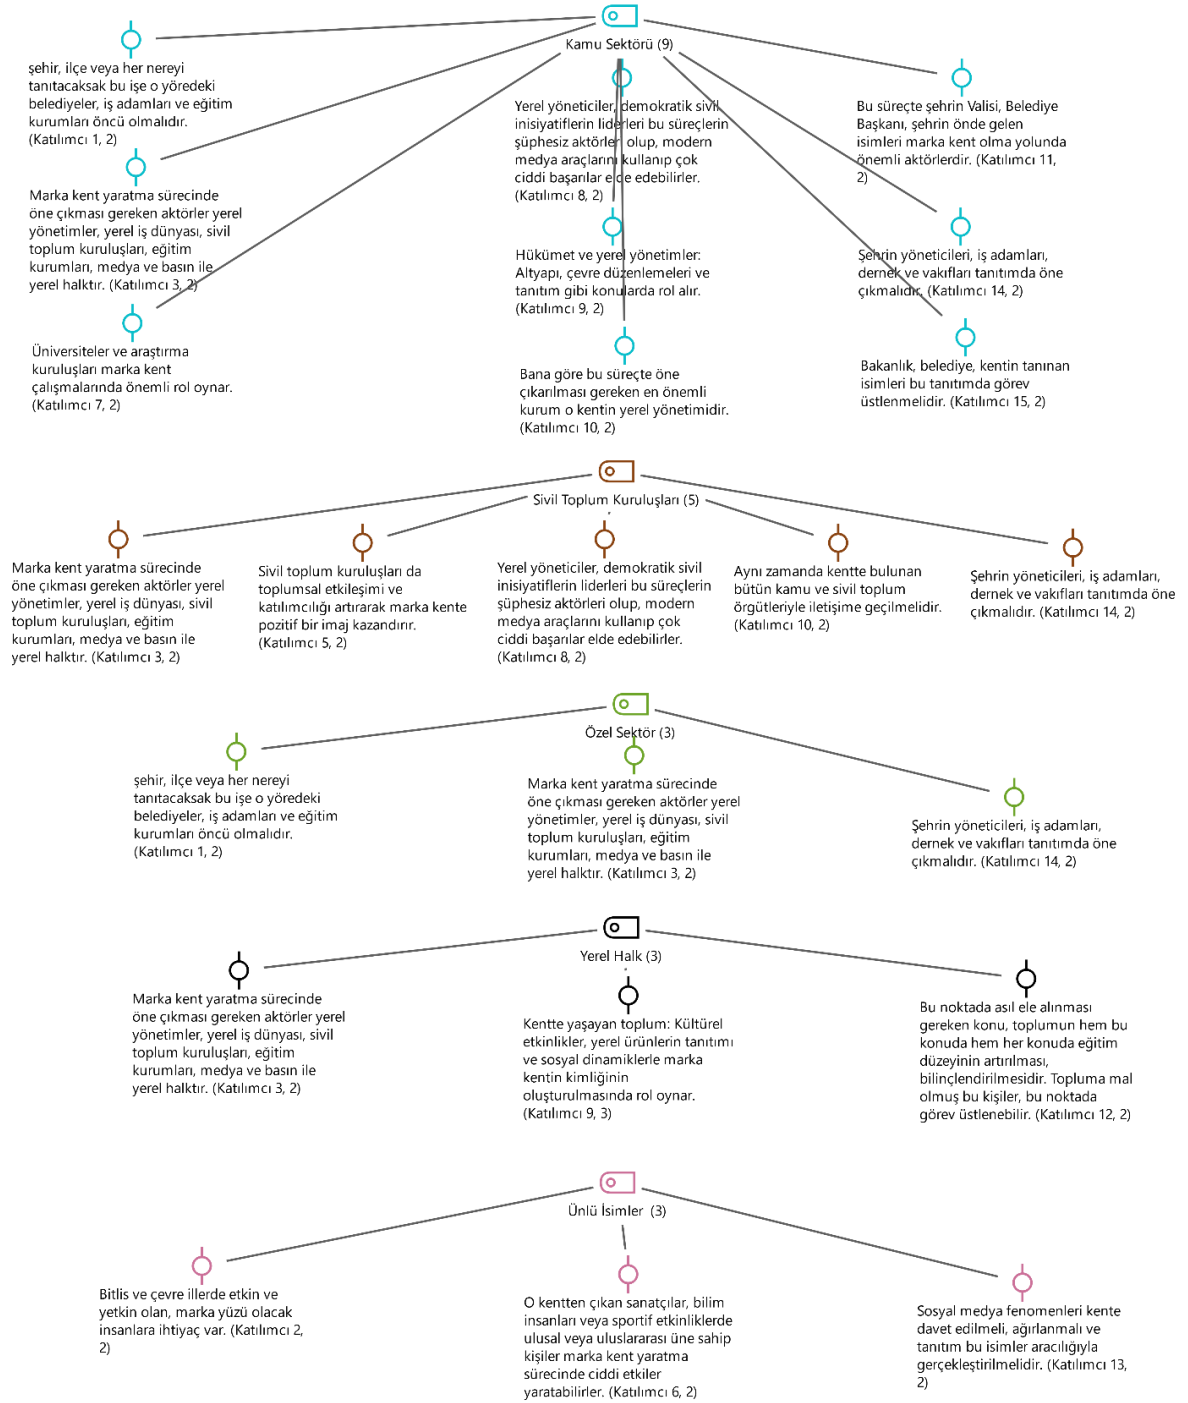 Kamu Sektörü (9)
şehir, ilçe veya her nereyi
tanıtacaksak bu işe o yöredeki
belediyeler, iş adamları ve eğitim
kurumları öncü olmalıdır.
(Katılımcı 1, 2)
Marka kent yaratma sürecinde
öne çıkması gereken aktörler yerel
yönetimler, yerel iş dünyası, sivil
toplum kuruluşları, eğitim
kurumları, medya ve basın ile
yerel halktır. (Katılımcı 3, 2)
Üniversiteler ve araştırma
kuruluşları marka kent
çalışmalarında önemli rol oynar.
(Katılımcı 7, 2)
Yerel yöneticiler, demokratik sivil
inisiyatiflerin liderleri bu süreçlerin
şüphesiz aktörleri olup, modern
medya araçlarını kullanıp çok
ciddi başarılar elde edebilirler.
(Katılımcı 8, 2)
Hükümet ve yerel yönetimler:
Altyapı, çevre düzenlemeleri ve
tanıtım gibi konularda rol alır.
(Katılımcı 9, 2)
Bana göre bu süreçte öne
çıkarılması gereken en önemli
kurum o kentin yerel yönetimidir.
(Katılımcı 10, 2)
Bu süreçte şehrin Valisi, Belediye
Başkanı, şehrin önde gelen
isimleri marka kent olma yolunda
önemli aktörlerdir. (Katılımcı 11,
2)
Şehrin yöneticileri, iş adamları,
dernek ve vakıfları tanıtımda öne
çıkmalıdır. (Katılımcı 14, 2)
Bakanlık, belediye, kentin tanınan
isimleri bu tanıtımda görev
üstlenmelidir. (Katılımcı 15, 2)
Sivil Toplum Kuruluşları (5)
Marka kent yaratma sürecinde
öne çıkması gereken aktörler yerel
yönetimler, yerel iş dünyası, sivil
toplum kuruluşları, eğitim
kurumları, medya ve basın ile
yerel halktır. (Katılımcı 3, 2)
Sivil toplum kuruluşları da
toplumsal etkileşimi ve
katılımcılığı artırarak marka kente
pozitif bir imaj kazandırır.
(Katılımcı 5, 2)
Yerel yöneticiler, demokratik sivil
inisiyatiflerin liderleri bu süreçlerin
şüphesiz aktörleri olup, modern
medya araçlarını kullanıp çok
ciddi başarılar elde edebilirler.
(Katılımcı 8, 2)
Aynı zamanda kentte bulunan
bütün kamu ve sivil toplum
örgütleriyle iletişime geçilmelidir.
(Katılımcı 10, 2)
Şehrin yöneticileri, iş adamları,
dernek ve vakıfları tanıtımda öne
çıkmalıdır. (Katılımcı 14, 2)
Özel Sektör (3)
şehir, ilçe veya her nereyi
tanıtacaksak bu işe o yöredeki
belediyeler, iş adamları ve eğitim
kurumları öncü olmalıdır.
(Katılımcı 1, 2)
Marka kent yaratma sürecinde
öne çıkması gereken aktörler yerel
yönetimler, yerel iş dünyası, sivil
toplum kuruluşları, eğitim
kurumları, medya ve basın ile
yerel halktır. (Katılımcı 3, 2)
Şehrin yöneticileri, iş adamları,
dernek ve vakıfları tanıtımda öne
çıkmalıdır. (Katılımcı 14, 2)
Yerel Halk (3)
Marka kent yaratma sürecinde
öne çıkması gereken aktörler yerel
yönetimler, yerel iş dünyası, sivil
toplum kuruluşları, eğitim
kurumları, medya ve basın ile
yerel halktır. (Katılımcı 3, 2)
Kentte yaşayan toplum: Kültürel
etkinlikler, yerel ürünlerin tanıtımı
ve sosyal dinamiklerle marka
kentin kimliğinin
oluşturulmasında rol oynar.
(Katılımcı 9, 3)
Bu noktada asıl ele alınması
gereken konu, toplumun hem bu
konuda hem her konuda eğitim
düzeyinin artırılması,
bilinçlendirilmesidir. Topluma mal
olmuş bu kişiler, bu noktada
görev üstlenebilir. (Katılımcı 12, 2)
Ünlü İsimler  (3)
Bitlis ve çevre illerde etkin ve
yetkin olan, marka yüzü olacak
insanlara ihtiyaç var. (Katılımcı 2,
2)
O kentten çıkan sanatçılar, bilim
insanları veya sportif etkinliklerde
ulusal veya uluslararası üne sahip
kişiler marka kent yaratma
sürecinde ciddi etkiler
yaratabilirler. (Katılımcı 6, 2)
Sosyal medya fenomenleri kente
davet edilmeli, ağırlanmalı ve
tanıtım bu isimler aracılığıyla
gerçekleştirilmelidir. (Katılımcı 13,
2)